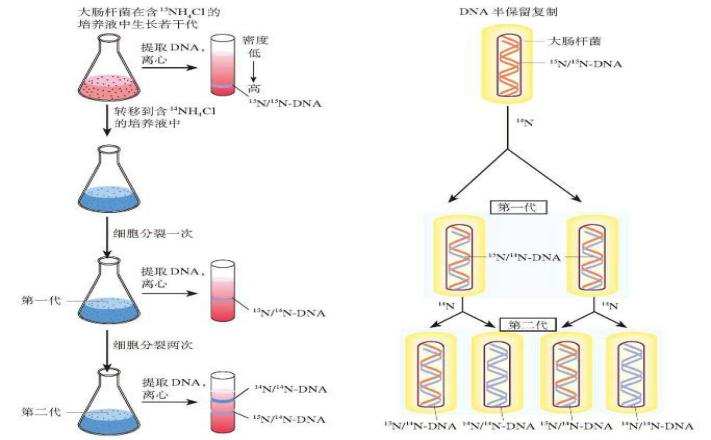 大肠杆菌在含¹⁵NH₄Cl的
培养液中生长若干代
提取DNA,
离心
密度
低
高
¹⁵N/¹⁵N-DNA
转移到含¹⁴NH₄Cl
的培养液中
细胞分裂一次
第一代
提取DNA,
离心
¹⁵N/¹⁴N-DNA
细胞分裂两次
第二代
提取DNA,
离心
¹⁴N/¹⁴N-DNA
¹⁵N/¹⁴N-DNA
DNA半保留复制
大肠杆菌
¹⁵N/¹⁵N-DNA
¹⁴N
第一代
¹⁵N/¹⁴N-DNA
¹⁴N
¹⁴N
第二代
¹⁵N/¹⁴N-DNA
¹⁴N/¹⁴N-DNA
¹⁵N/¹⁴N-DNA
¹⁴N/¹⁴N-DNA